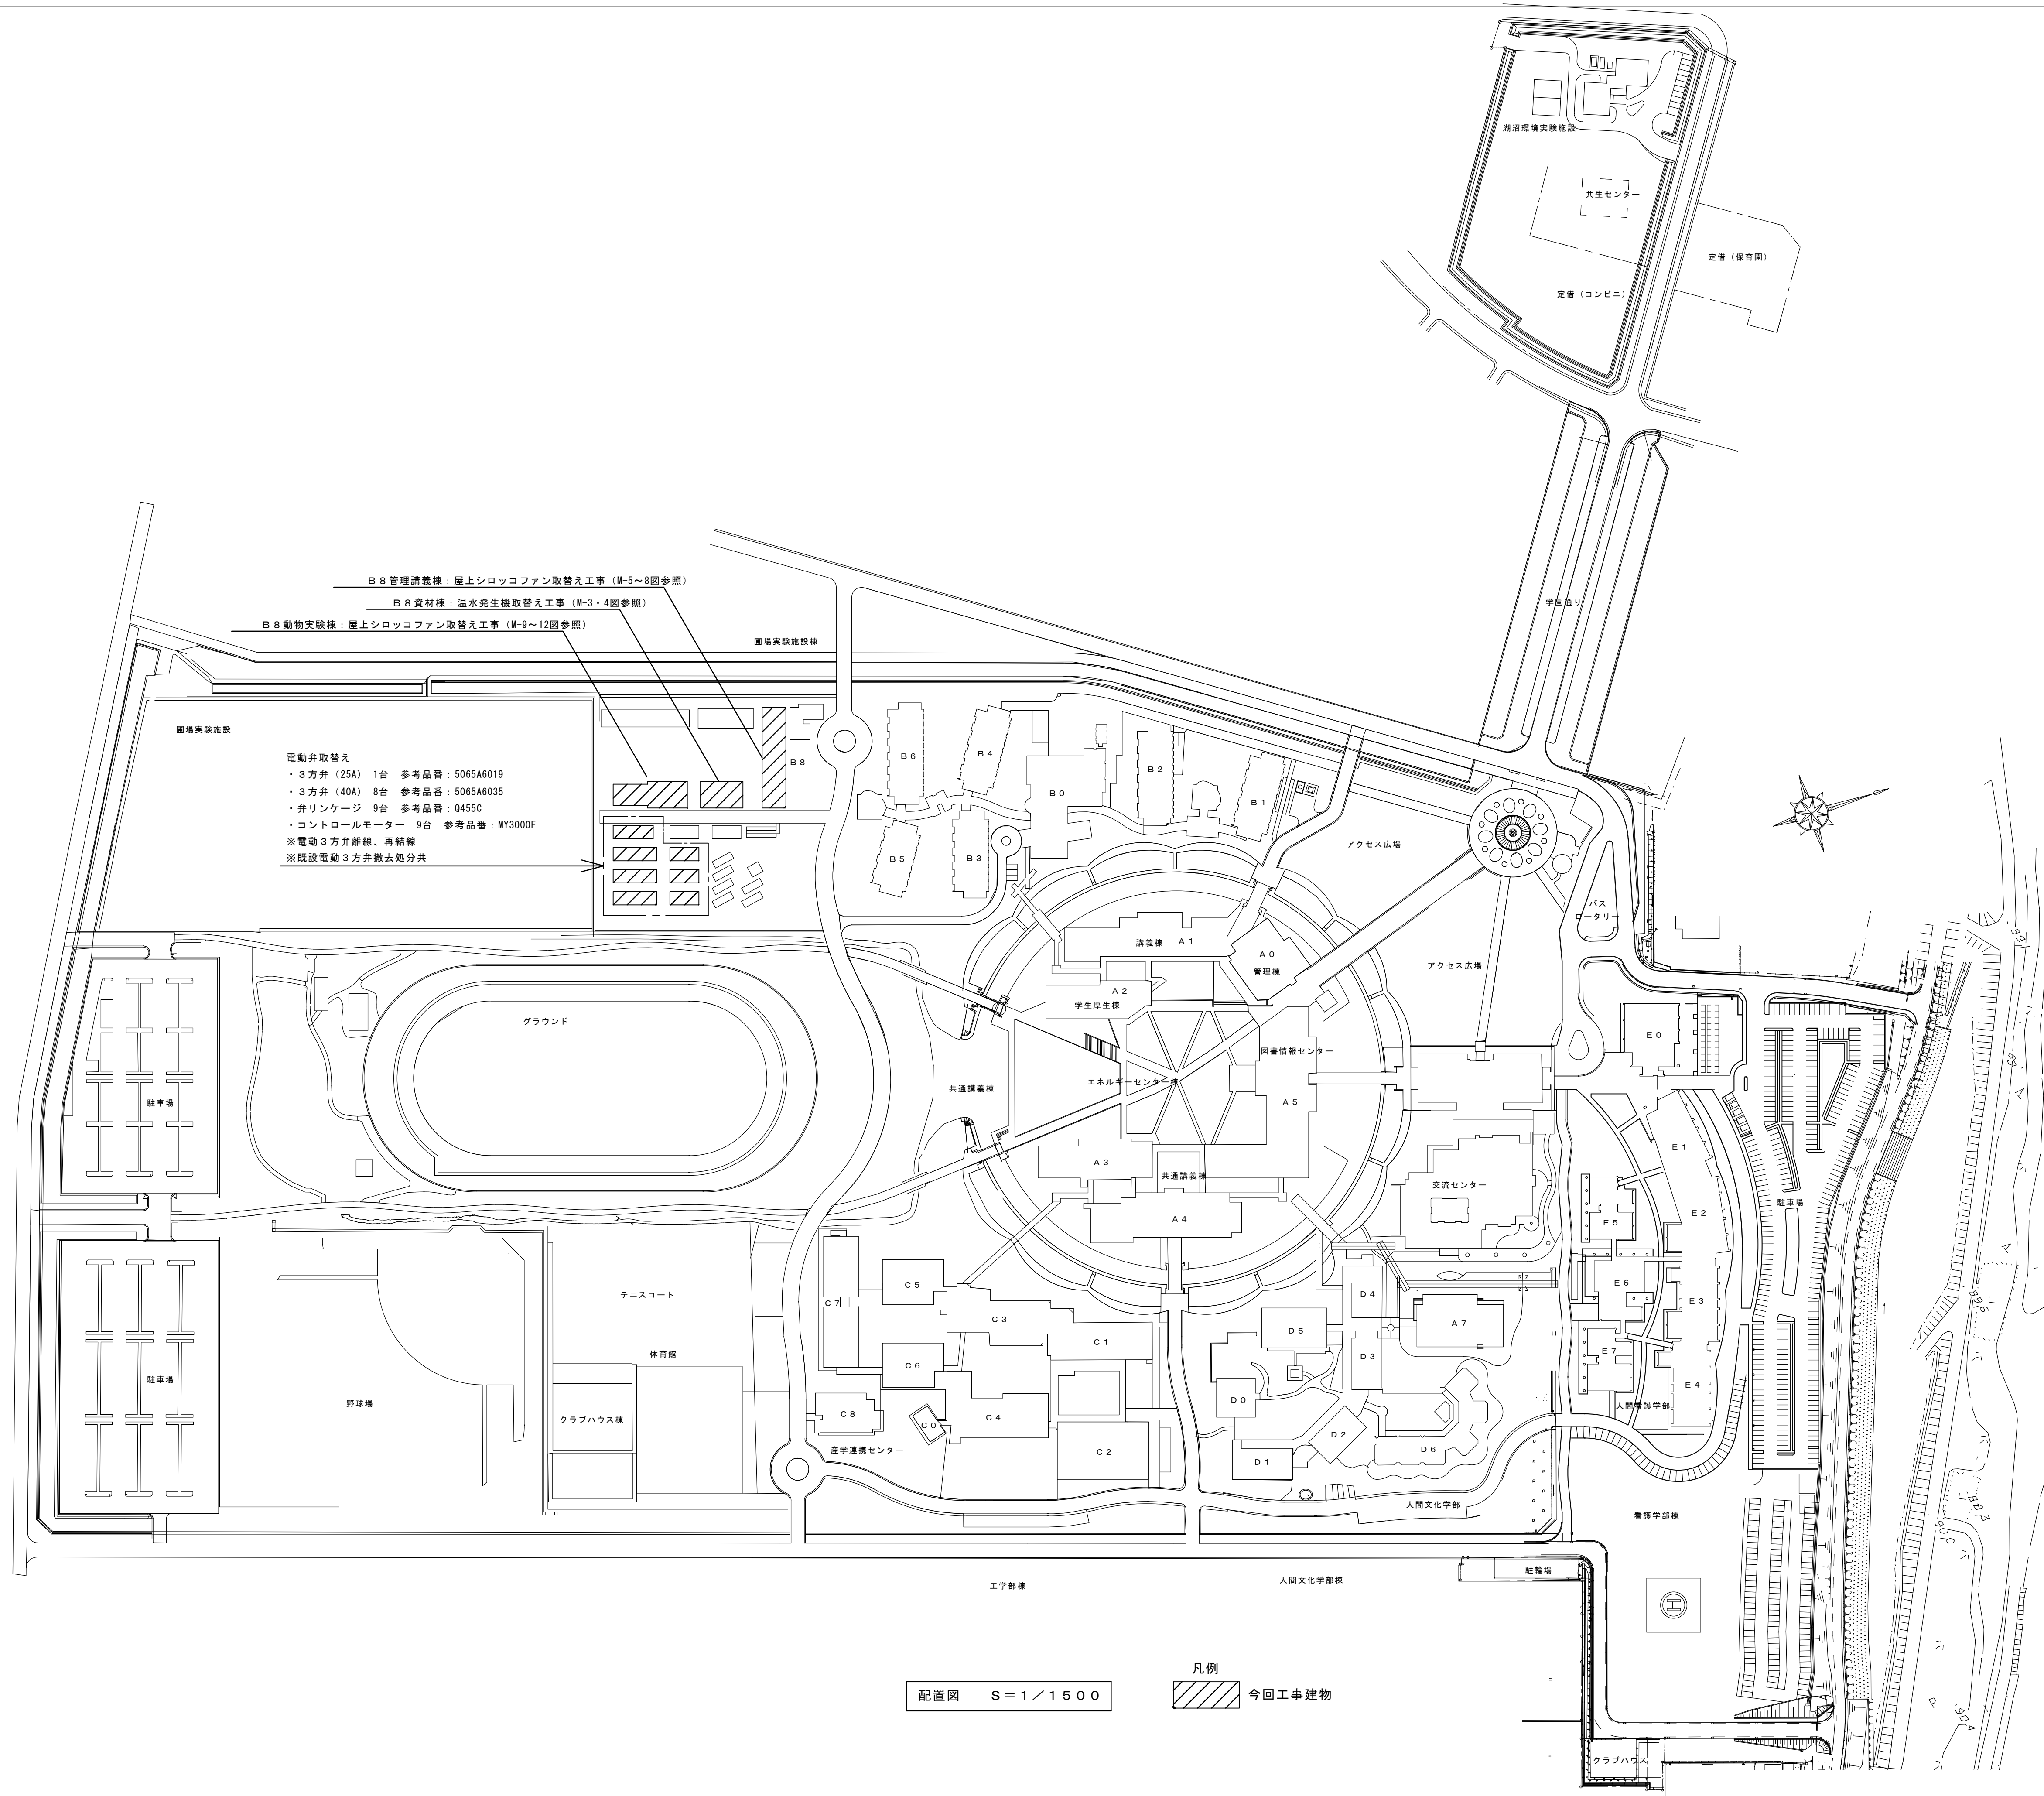 湖沼環境実験施設
共生センター
定借（保育園）
定借（コンビニ）
学園通り
Ｂ８管理講義棟：屋上シロッコファン取替え工事（M-5～8図参照）
Ｂ８資材棟：温水発生機取替え工事（M-3・4図参照）
Ｂ８動物実験棟：屋上シロッコファン取替え工事（M-9～12図参照）
圃場実験施設棟
圃場実験施設
電動弁取替え
・３方弁（25A）　1台　参考品番：5065A6019
・３方弁（40A）　8台　参考品番：5065A6035
・弁リンケージ　9台　参考品番：Q455C
・コントロールモーター　9台　参考品番：MY3000E
※電動３方弁離線、再結線
※既設電動３方弁撤去処分共
Ｂ８
Ｂ６
Ｂ４
Ｂ０
Ｂ２
Ｂ１
Ｂ５
Ｂ３
アクセス広場
バス
ロータリー
講義棟　Ａ１
Ａ０
管理棟
アクセス広場
Ａ２
学生厚生棟
グラウンド
図書情報センター
Ｅ０
共通講義棟
エネルギーセンター棟
Ａ５
駐車場
Ｅ１
Ａ３
共通講義棟
交流センター
駐車場
Ａ４
Ｅ５
Ｅ２
Ｃ５
Ｅ６
テニスコート
Ｃ７
Ｄ４
Ｅ３
Ｃ３
Ａ７
Ｄ５
Ｃ１
体育館
Ｃ６
Ｄ３
Ｅ７
駐車場
Ｅ４
野球場
クラブハウス棟
Ｃ８
Ｃ０
Ｃ４
Ｄ０
人間看護学部
Ｄ２
産学連携センター
Ｃ２
Ｄ６
Ｄ１
人間文化学部
看護学部棟
駐輪場
工学部棟
人間文化学部棟
Ｈ
凡例
配置図　Ｓ＝１／１５００
今回工事建物
クラブハウス